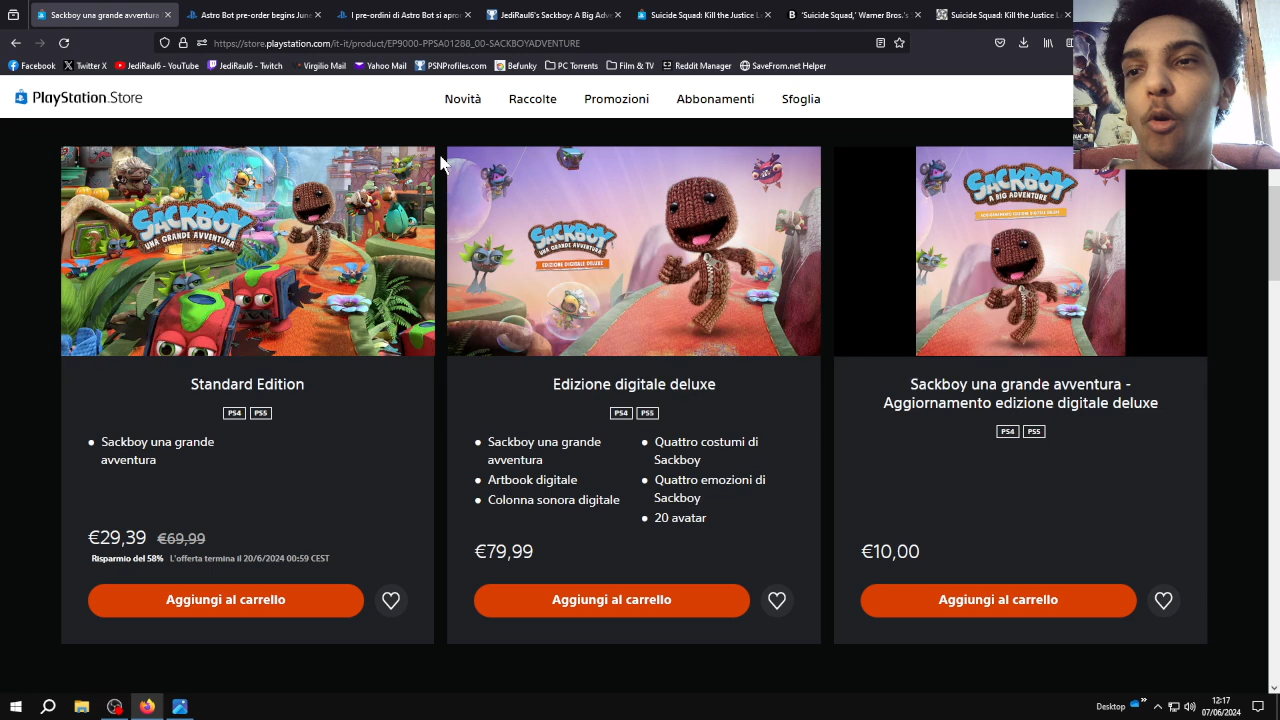 Sackboy una grande avventura
Astro Bot pre-order begins June
I pre-ordini di Astro Bot si apron
JediRaul6's Sackboy: A Big Adv
Suicide Squad: Kill the Justice L
'Suicide Squad,' Warner Bros.'s
Suicide Squad: Kill the Justice Le
https://store.playstation.com/it-it/product/EP9000-PPSA01288_00-SACKBOYADVENTURE
Facebook
Twitter X
JediRaul6 - YouTube
JediRaul6 - Twitch
Virgilio Mail
Yahoo Mail
PSNProfiles.com
Befunky
PC Torrents
Film & TV
Reddit Manager
SaveFrom.net Helper
PlayStation.Store
Novità
Raccolte
Promozioni
Abbonamenti
Sfoglia
SACKBOY
UNA GRANDE AVVENTURA
SACKBOY
UNA GRANDE AVVENTURA
EDIZIONE DIGITALE DELUXE
SACKBOY
A BIG ADVENTURE
AGGIORNAMENTO EDIZIONE DIGITALE DELUXE
Standard Edition
PS4 PS5
• Sackboy una grande
avventura
€29,39 €69,99
Risparmio del 58% L'offerta termina il 20/6/2024 00:59 CEST
Aggiungi al carrello
Edizione digitale deluxe
PS4 PS5
• Sackboy una grande
avventura
• Artbook digitale
• Colonna sonora digitale
• Quattro costumi di
Sackboy
• Quattro emozioni di
Sackboy
• 20 avatar
€79,99
Aggiungi al carrello
Sackboy una grande avventura -
Aggiornamento edizione digitale deluxe
PS4 PS5
€10,00
Aggiungi al carrello
Desktop
12:17
07/06/2024